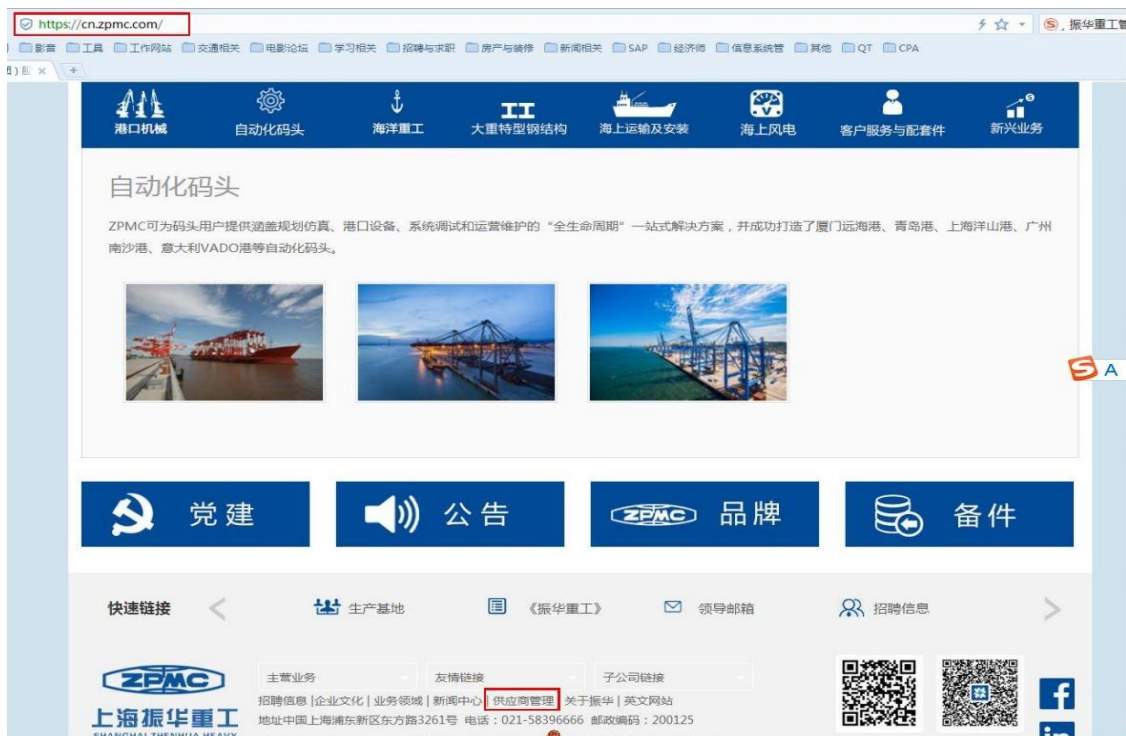 https://cn.zpmc.com/
振华重工管
影音 工具 工作网站 交通相关 电影论坛 学习相关 招聘与求职 房产与装修 新闻相关 SAP 经济师 信息系统管 其他 QT CPA
港口机械 自动化码头 海洋重工 大重特型钢结构 海上运输及安装 海上风电 客户服务与配套件 新兴业务
自动化码头
ZPMC可为码头用户提供涵盖规划仿真、港口设备、系统调试和运营维护的“全生命周期”一站式解决方案,并成功打造了厦门远海港、青岛港、上海洋山港、广州
南沙港、意大利VADO港等自动化码头。
A
党建 公告 ZPMC 品牌 备件
快速链接 生产基地 《振华重工》 领导邮箱 招聘信息
ZPMC 主营业务 友情链接 子公司链接
招聘信息|企业文化|业务领域|新闻中心|供应商管理|关于振华|英文网站
上海振华重工 地址中国上海浦东新区东方路3261号 电话:021-58396666 邮政编码:200125
SHANGHAI ZHENHUA HEAVY
f
in